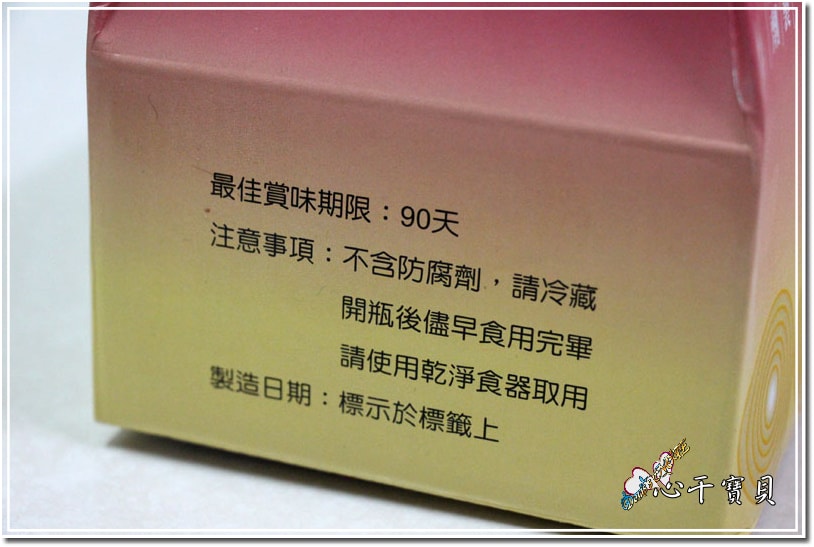 最佳賞味期限：90天
注意事項：不含防腐劑，請冷藏
開瓶後儘早食用完畢
請使用乾淨食器取用
製造日期：標示於標籤上
心干寶貝